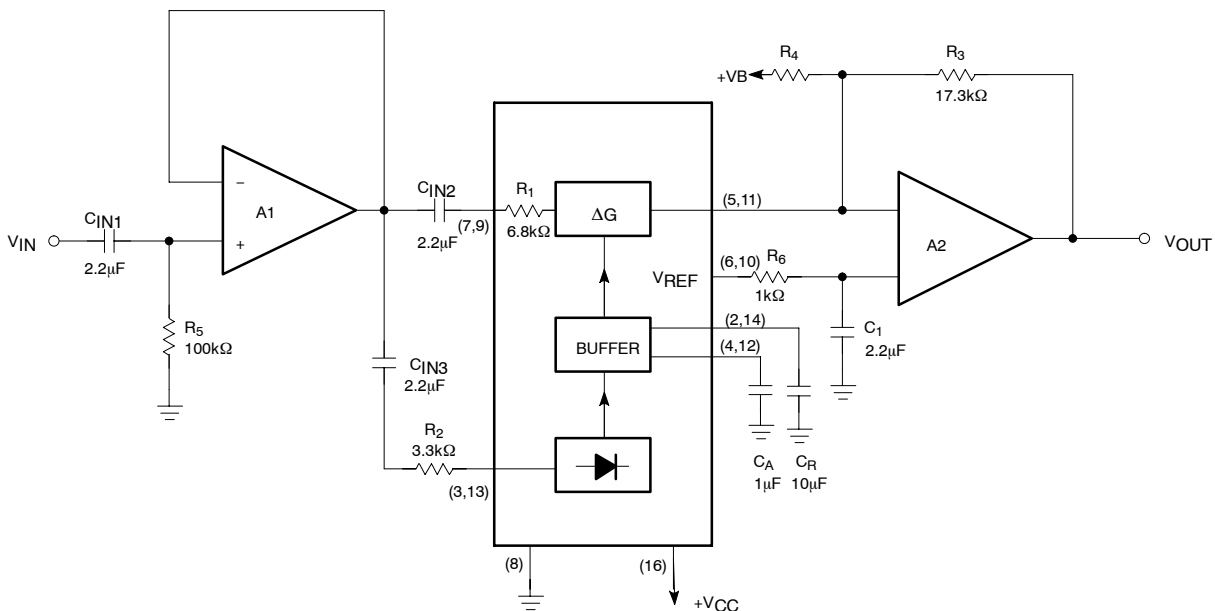 R4
R3
+VB
17.3kΩ
−
A1
+
CIN1
VIN
2.2μF
R5
100kΩ
CIN2
2.2μF
(7,9)
R1
6.8kΩ
ΔG
(5,11)
A2
VOUT
VREF
(6,10)
R6
1kΩ
C1
2.2μF
BUFFER
(2,14)
(4,12)
CIN3
2.2μF
R2
3.3kΩ
(3,13)
CA
1μF
CR
10μF
(8)
(16)
+VCC